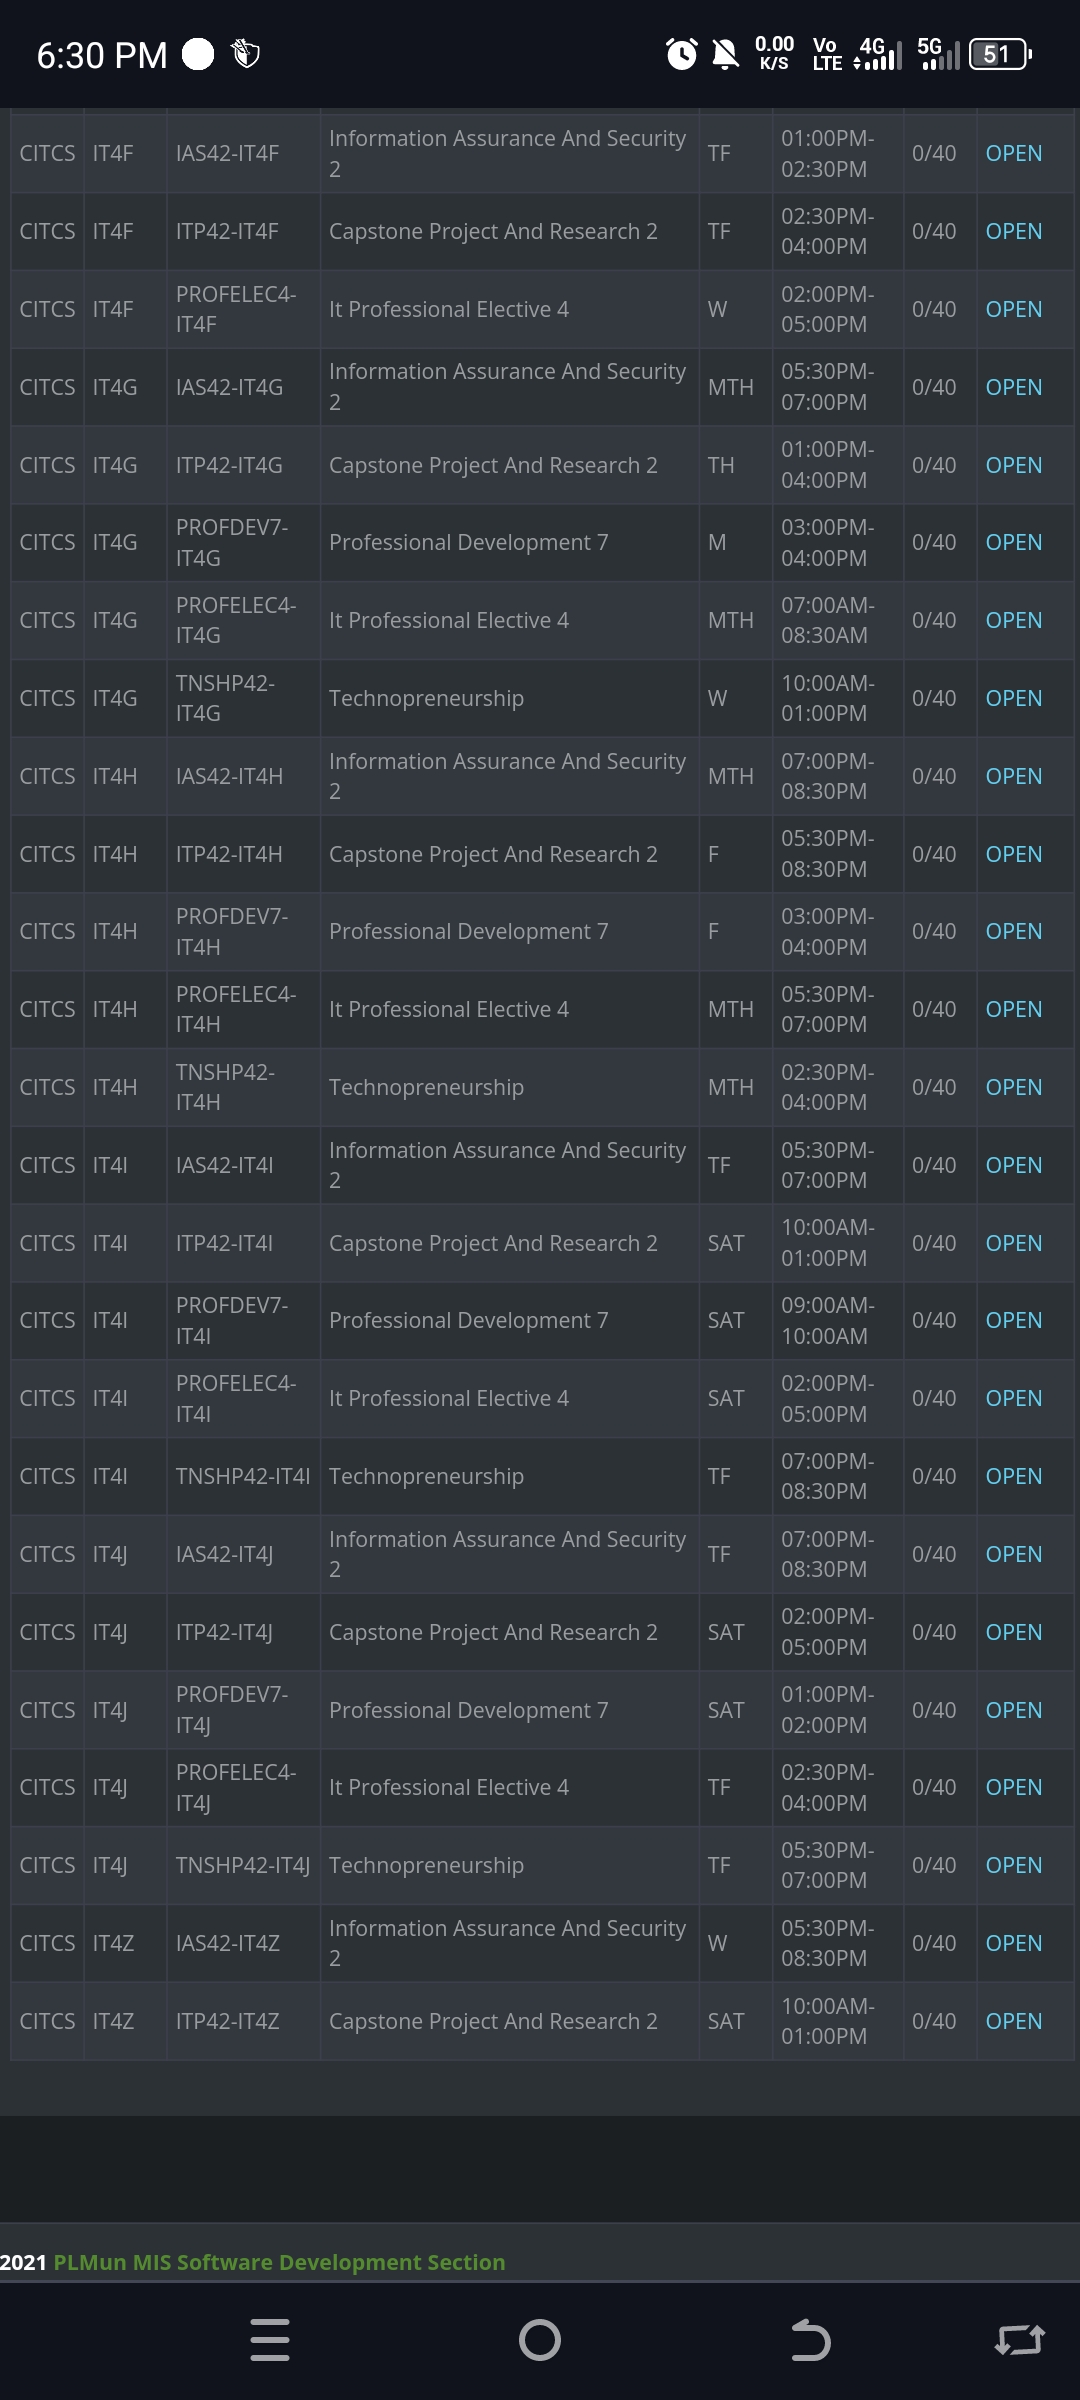 6:30 PM 0.00 K/S Vo LTE 4G 5G 51
CITCS IT4F IAS42-IT4F Information Assurance And Security 2 TF 01:00PM-02:30PM 0/40 OPEN
CITCS IT4F ITP42-IT4F Capstone Project And Research 2 TF 02:30PM-04:00PM 0/40 OPEN
CITCS IT4F PROFELEC4-IT4F It Professional Elective 4 W 02:00PM-05:00PM 0/40 OPEN
CITCS IT4G IAS42-IT4G Information Assurance And Security 2 MTH 05:30PM-07:00PM 0/40 OPEN
CITCS IT4G ITP42-IT4G Capstone Project And Research 2 TH 01:00PM-04:00PM 0/40 OPEN
CITCS IT4G PROFDEV7-IT4G Professional Development 7 M 03:00PM-04:00PM 0/40 OPEN
CITCS IT4G PROFELEC4-IT4G It Professional Elective 4 MTH 07:00AM-08:30AM 0/40 OPEN
CITCS IT4G TNSHP42-IT4G Technopreneurship W 10:00AM-01:00PM 0/40 OPEN
CITCS IT4H IAS42-IT4H Information Assurance And Security 2 MTH 07:00PM-08:30PM 0/40 OPEN
CITCS IT4H ITP42-IT4H Capstone Project And Research 2 F 05:30PM-08:30PM 0/40 OPEN
CITCS IT4H PROFDEV7-IT4H Professional Development 7 F 03:00PM-04:00PM 0/40 OPEN
CITCS IT4H PROFELEC4-IT4H It Professional Elective 4 MTH 05:30PM-07:00PM 0/40 OPEN
CITCS IT4H TNSHP42-IT4H Technopreneurship MTH 02:30PM-04:00PM 0/40 OPEN
CITCS IT4I IAS42-IT4I Information Assurance And Security 2 TF 05:30PM-07:00PM 0/40 OPEN
CITCS IT4I ITP42-IT4I Capstone Project And Research 2 SAT 10:00AM-01:00PM 0/40 OPEN
CITCS IT4I PROFDEV7-IT4I Professional Development 7 SAT 09:00AM-10:00AM 0/40 OPEN
CITCS IT4I PROFELEC4-IT4I It Professional Elective 4 SAT 02:00PM-05:00PM 0/40 OPEN
CITCS IT4I TNSHP42-IT4I Technopreneurship TF 07:00PM-08:30PM 0/40 OPEN
CITCS IT4J IAS42-IT4J Information Assurance And Security 2 TF 07:00PM-08:30PM 0/40 OPEN
CITCS IT4J ITP42-IT4J Capstone Project And Research 2 SAT 02:00PM-05:00PM 0/40 OPEN
CITCS IT4J PROFDEV7-IT4J Professional Development 7 SAT 01:00PM-02:00PM 0/40 OPEN
CITCS IT4J PROFELEC4-IT4J It Professional Elective 4 TF 02:30PM-04:00PM 0/40 OPEN
CITCS IT4J TNSHP42-IT4J Technopreneurship TF 05:30PM-07:00PM 0/40 OPEN
CITCS IT4Z IAS42-IT4Z Information Assurance And Security 2 W 05:30PM-08:30PM 0/40 OPEN
CITCS IT4Z ITP42-IT4Z Capstone Project And Research 2 SAT 10:00AM-01:00PM 0/40 OPEN
2021 PLMun MIS Software Development Section